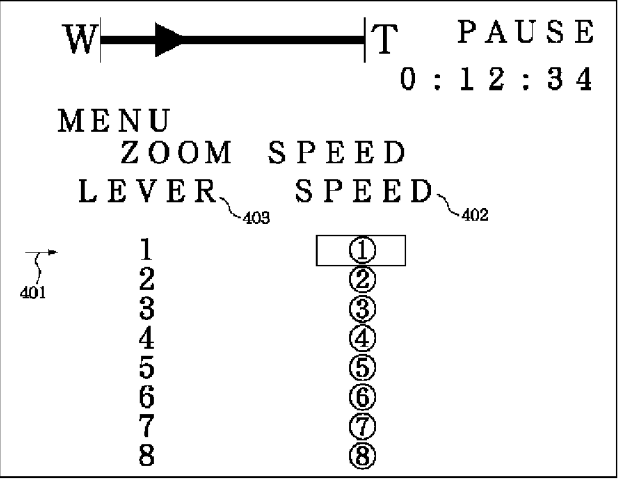 W T PAUSE
0:12:34
MENU
ZOOM SPEED
LEVER SPEED
403 402
401
1 ①
2 ②
3 ③
4 ④
5 ⑤
6 ⑥
7 ⑦
8 ⑧